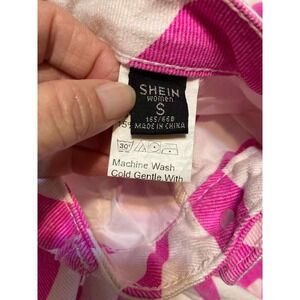 SHEIN
women
S
165/66B
MADE IN CHINA
30°
Machine Wash
Cold Gentle With